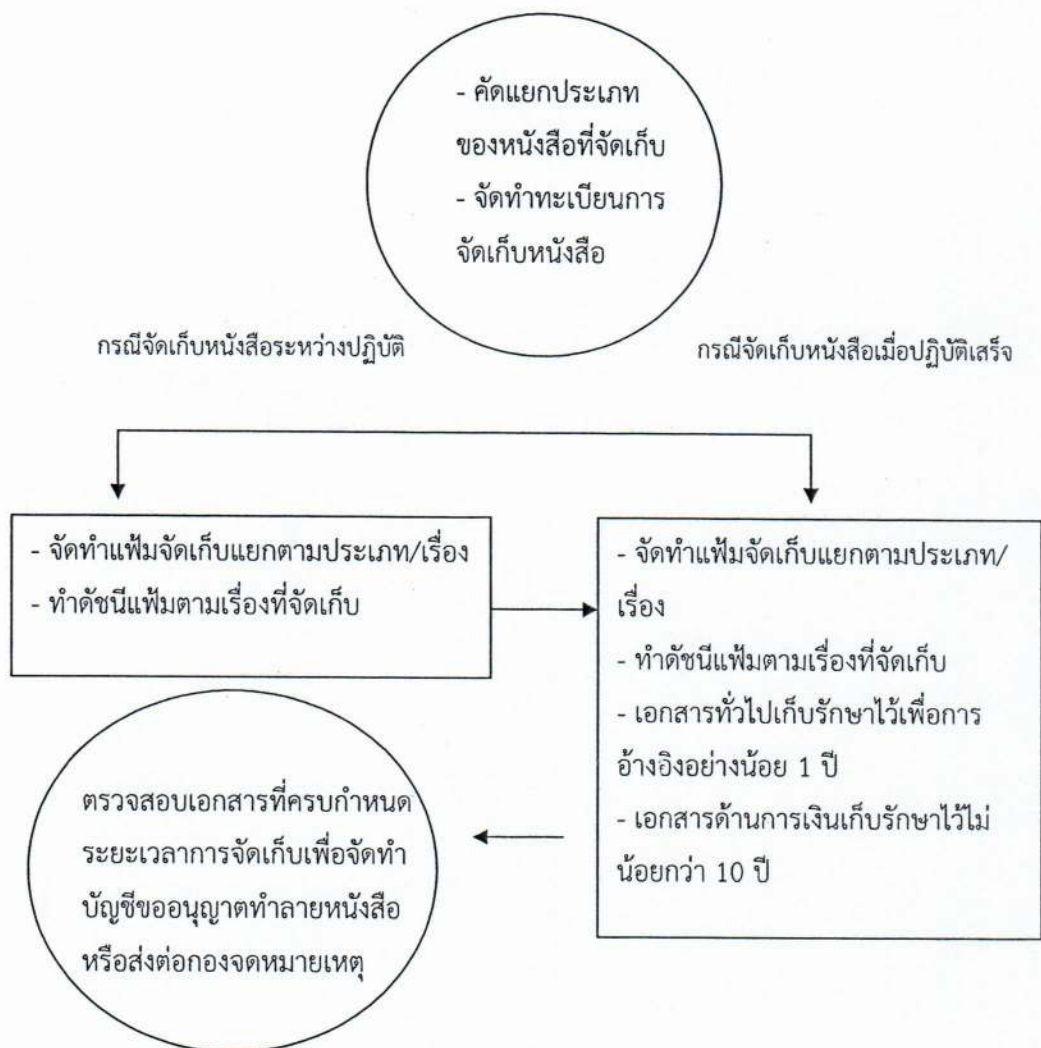 - คัดแยกประเภท
ของหนังสือที่จัดเก็บ
- จัดทำทะเบียนการ
จัดเก็บหนังสือ
กรณีจัดเก็บหนังสือระหว่างปฏิบัติ
กรณีจัดเก็บหนังสือเมื่อปฏิบัติเสร็จ
- จัดทำแฟ้มจัดเก็บแยกตามประเภท/เรื่อง
- ทำดัชนีแฟ้มตามเรื่องที่จัดเก็บ
- จัดทำแฟ้มจัดเก็บแยกตามประเภท/
เรื่อง
- ทำดัชนีแฟ้มตามเรื่องที่จัดเก็บ
- เอกสารทั่วไปเก็บรักษาไว้เพื่อการ
อ้างอิงอย่างน้อย 1 ปี
- เอกสารด้านการเงินเก็บรักษาไว้ไม่
น้อยกว่า 10 ปี
ตรวจสอบเอกสารที่ครบกำหนด
ระยะเวลาการจัดเก็บเพื่อจัดทำ
บัญชีขออนุญาตทำลายหนังสือ
หรือส่งต่อกองจดหมายเหตุ